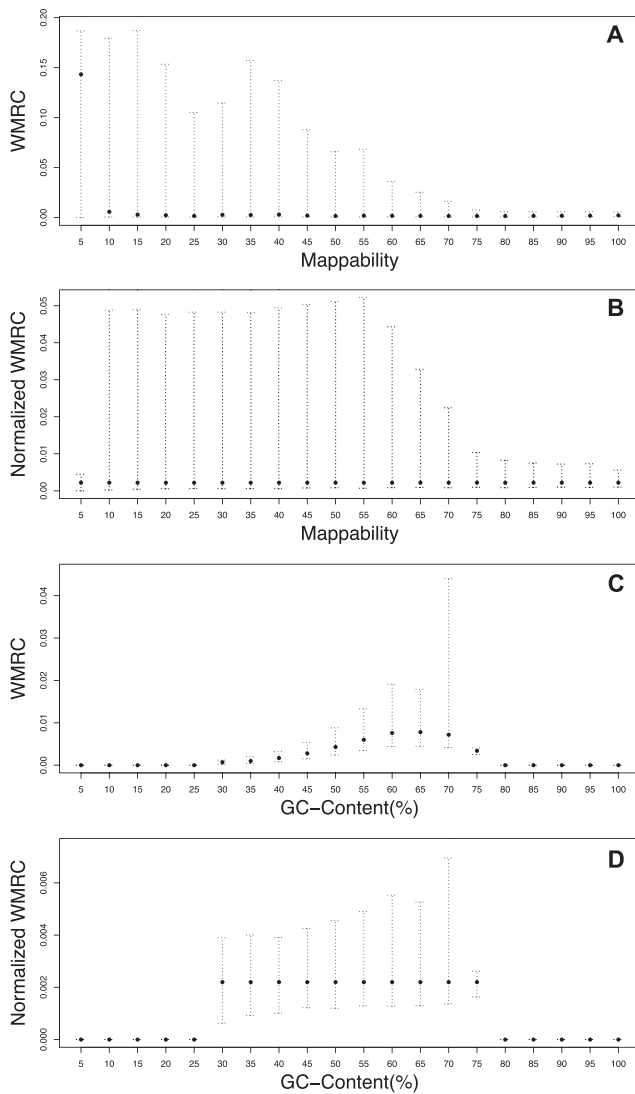 A
WMRC
0.00 0.05 0.10 0.15 0.20
5 10 15 20 25 30 35 40 45 50 55 60 65 70 75 80 85 90 95 100
Mappability
B
Normalized WMRC
0.00 0.01 0.02 0.03 0.04 0.05
5 10 15 20 25 30 35 40 45 50 55 60 65 70 75 80 85 90 95 100
Mappability
C
WMRC
0.00 0.01 0.02 0.03 0.04
5 10 15 20 25 30 35 40 45 50 55 60 65 70 75 80 85 90 95 100
GC−Content(%)
D
Normalized WMRC
0.000 0.002 0.004 0.006
5 10 15 20 25 30 35 40 45 50 55 60 65 70 75 80 85 90 95 100
GC−Content(%)